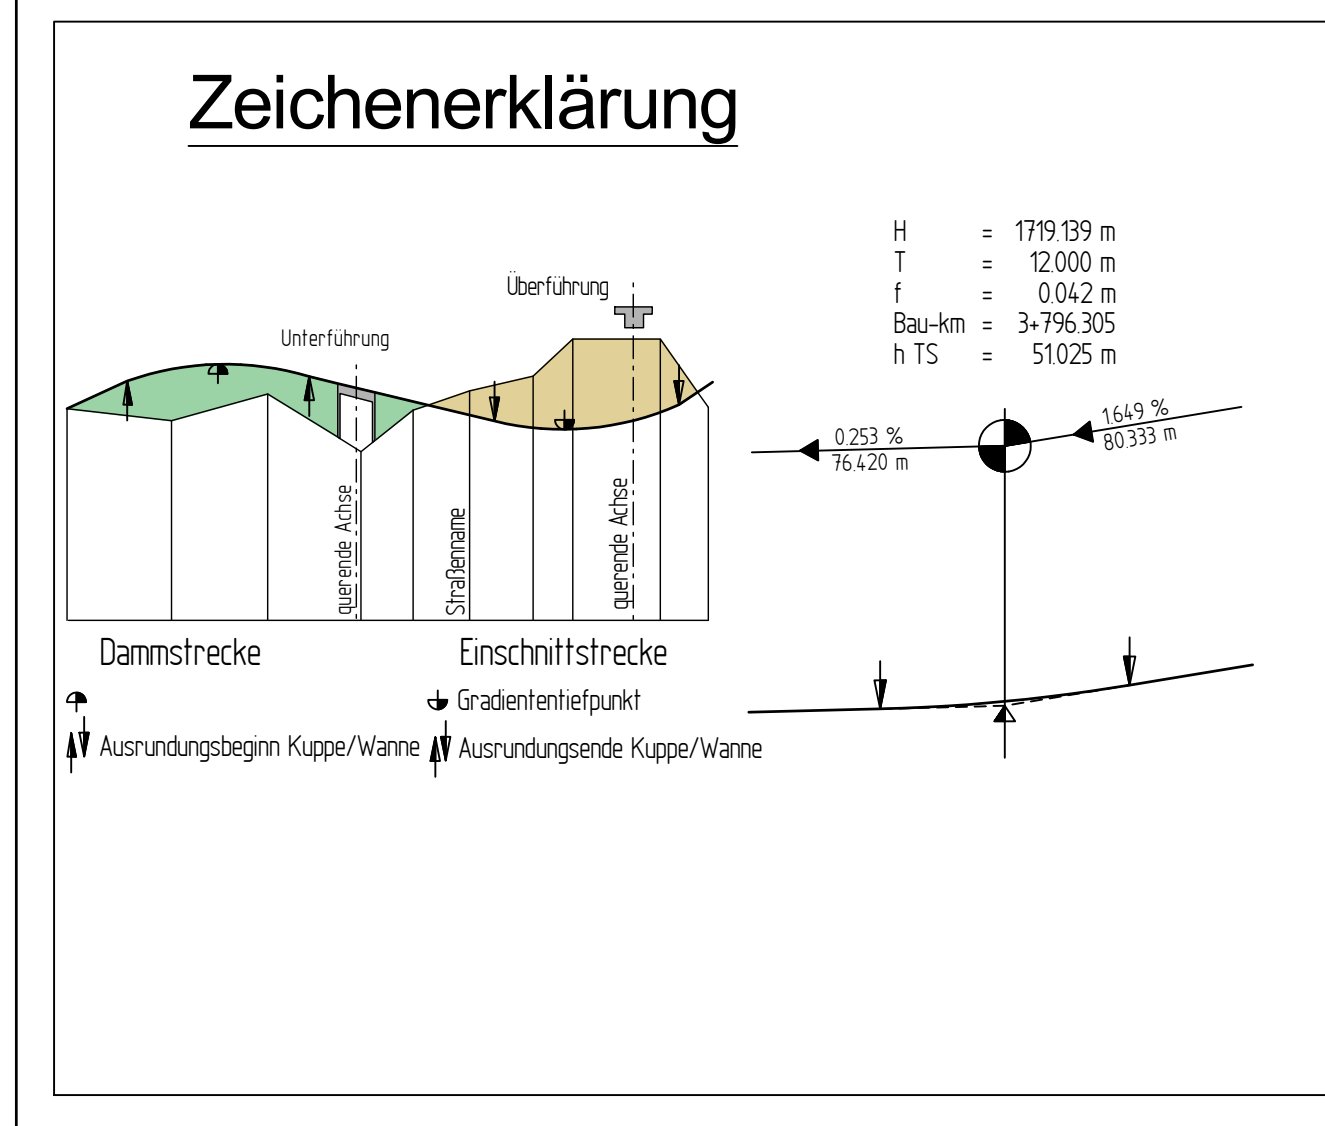 Zeichenerklärung
H = 1719.139 m
T = 12.000 m
f = 0.042 m
Bau-km = 3+796.305
h TS = 51.025 m
Überführung
Unterführung
0.253 %
76.420 m
1.649 %
80.333 m
querende Achse
Straßenname
querende Achse
Dammstrecke
Einschnittstrecke
Gradiententiefpunkt
Ausrundungsbeginn Kuppe/Wanne
Ausrundungsende Kuppe/Wanne